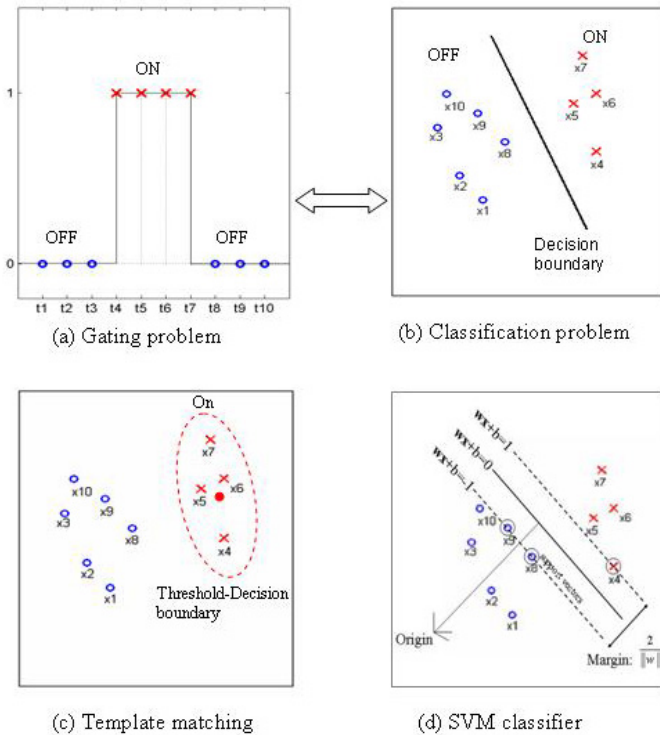 ON
1
OFF
OFF
0
t1 t2 t3 t4 t5 t6 t7 t8 t9 t10
(a) Gating problem
ON
OFF
x7
x10
x6
x5
x9
x3
x8
x4
x2
x1
Decision
boundary
(b) Classification problem
On
x7
x10
x6
x5
x9
x3
x8
x4
x2
x1
Threshold-Decision
boundary
(c) Template matching
wx+b=1
wx+b=0
wx+b=-1
x7
x10
x6
x5
x9
x3
x8
support vectors
x4
x2
x1
Origin
Margin: 2
||w||
(d) SVM classifier